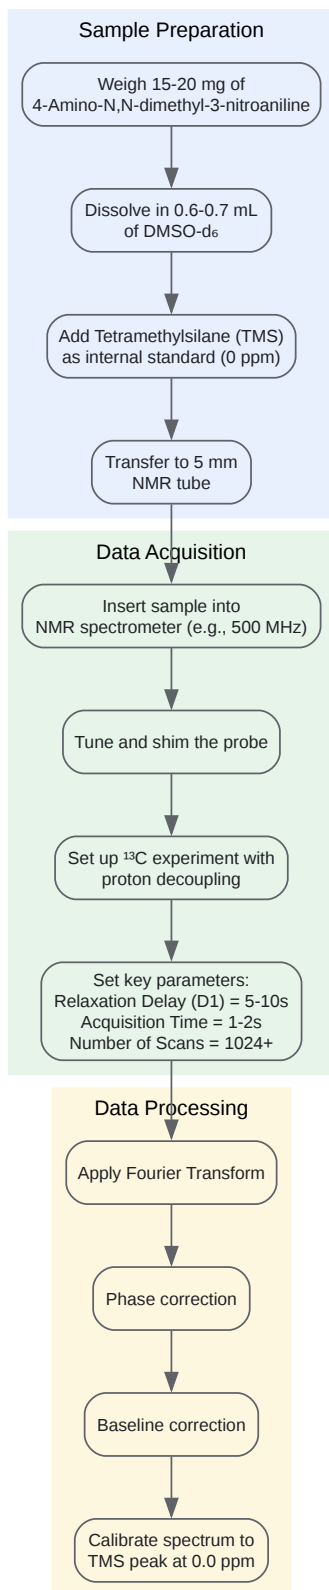 Sample Preparation
Weigh 15-20 mg of
4-Amino-N,N-dimethyl-3-nitroaniline
Dissolve in 0.6-0.7 mL
of DMSO-d₆
Add Tetramethylsilane (TMS)
as internal standard (0 ppm)
Transfer to 5 mm
NMR tube
Data Acquisition
Insert sample into
NMR spectrometer (e.g., 500 MHz)
Tune and shim the probe
Set up ¹³C experiment with
proton decoupling
Set key parameters:
Relaxation Delay (D1) = 5-10s
Acquisition Time = 1-2s
Number of Scans = 1024+
Data Processing
Apply Fourier Transform
Phase correction
Baseline correction
Calibrate spectrum to
TMS peak at 0.0 ppm